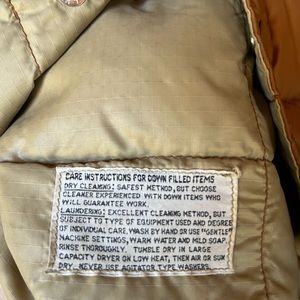 CARE INSTRUCTIONS FOR DOWN FILLED ITEMS
DRY CLEANING: SAFEST METHOD, BUT CHOOSE
CLEANER EXPERIENCED WITH DOWN ITEMS WHO
WILL GUARANTEE WORK.
LAUNDERING: EXCELLENT CLEANING METHOD, BUT
SUBJECT TO TYPE OF EQUIPMENT USED AND DEGREE
OF INDIVIDUAL CARE. WASH BY HAND OR USE "GENTLE"
MACHINE SETTINGS, WARM WATER AND MILD SOAP.
RINSE THOROUGHLY. TUMBLE DRY IN LARGE
CAPACITY DRYER ON LOW HEAT, THEN AIR OR SUN
DRY. NEVER USE AGITATOR TYPE WASHERS.